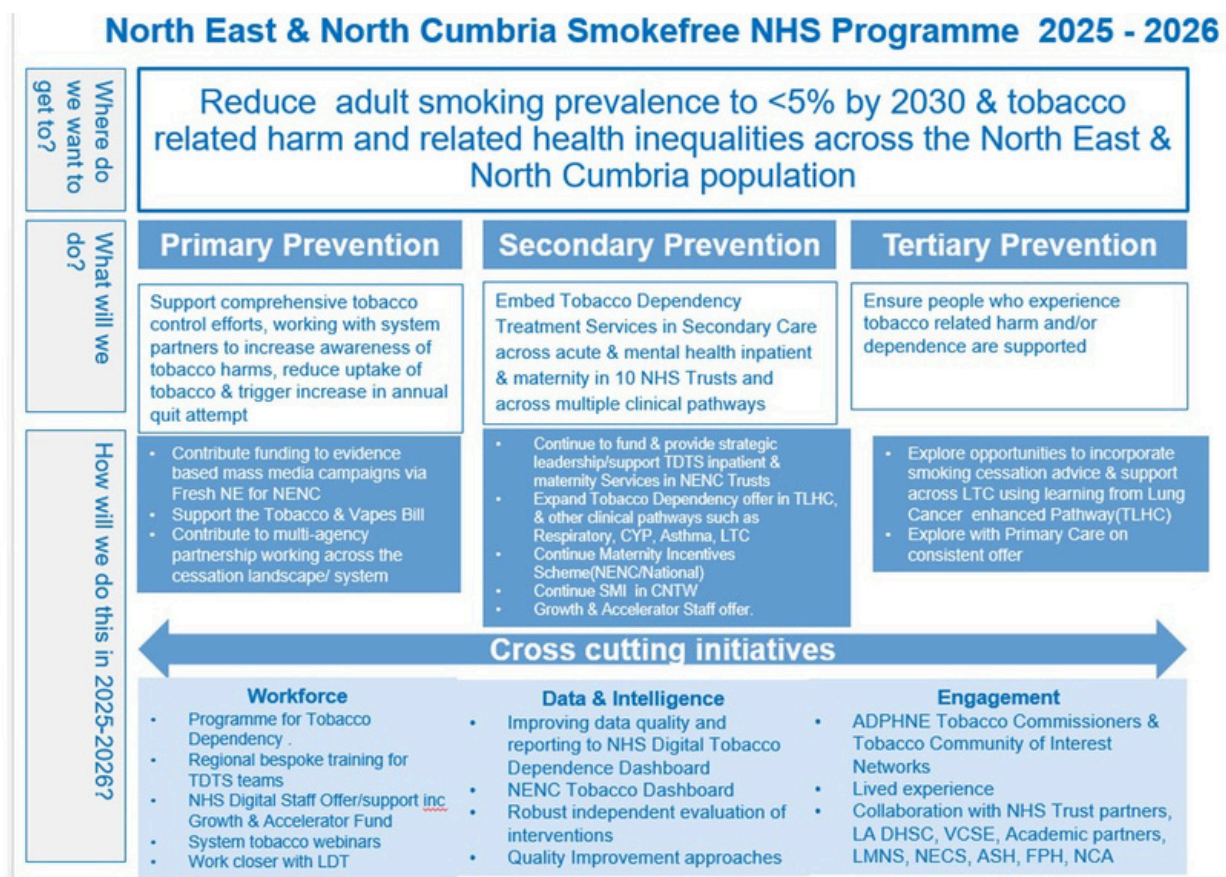 North East & North Cumbria Smokefree NHS Programme 2025 - 2026
Where do
we want to
get to?
Reduce adult smoking prevalence to <5% by 2030 & tobacco
related harm and related health inequalities across the North East &
North Cumbria population
What will we
do?
Primary Prevention
Support comprehensive tobacco
control efforts, working with system
partners to increase awareness of
tobacco harms, reduce uptake of
tobacco & trigger increase in annual
quit attempt
Secondary Prevention
Embed Tobacco Dependency
Treatment Services in Secondary Care
across acute & mental health inpatient
& maternity in 10 NHS Trusts and
across multiple clinical pathways
Tertiary Prevention
Ensure people who experience
tobacco related harm and/or
dependence are supported
How will we do this in 2025-2026?
• Contribute funding to evidence
based mass media campaigns via
Fresh NE for NENC
• Support the Tobacco & Vapes Bill
• Contribute to multi-agency
partnership working across the
cessation landscape/ system
• Continue to fund & provide strategic
leadership/support TDTS inpatient &
maternity Services in NENC Trusts
• Expand Tobacco Dependency offer in TLHC,
& other clinical pathways such as
Respiratory, CYP, Asthma, LTC
• Continue Maternity Incentives
Scheme(NENC/National)
• Continue SMI in CNTW
• Growth & Accelerator Staff offer.
• Explore opportunities to incorporate
smoking cessation advice & support
across LTC using learning from Lung
Cancer enhanced Pathway(TLHC)
• Explore with Primary Care on
consistent offer
Cross cutting initiatives
Workforce
• Programme for Tobacco
Dependency .
• Regional bespoke training for
TDTS teams
• NHS Digital Staff Offer/support inc
Growth & Accelerator Fund
• System tobacco webinars
• Work closer with LDT
Data & Intelligence
• Improving data quality and
reporting to NHS Digital Tobacco
Dependence Dashboard
• NENC Tobacco Dashboard
• Robust independent evaluation of
interventions
• Quality Improvement approaches
Engagement
• ADPHNE Tobacco Commissioners &
Tobacco Community of Interest
Networks
• Lived experience
• Collaboration with NHS Trust partners,
LA DHSC, VCSE, Academic partners,
LMNS, NECS, ASH, FPH, NCA